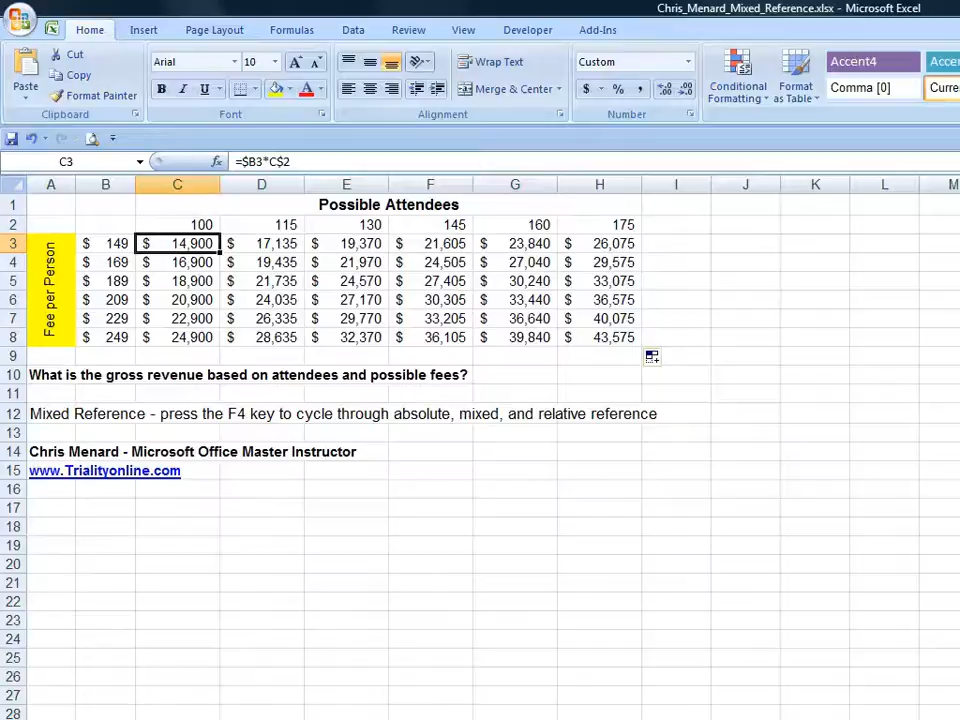 Chris_Menard_Mixed_Reference.xlsx - Microsoft Excel
Home Insert Page Layout Formulas Data Review View Developer Add-Ins
Cut Arial 10 Wrap Text Custom Accent4
Copy Paste Conditional Formatting Format as Table Comma [0]
Format Painter Merge & Center $ % ,
Clipboard Font Alignment Number
C3 fx =$B3*C$2
A B C D E F G H I J K L M
1 Possible Attendees
2 100 115 130 145 160 175
3 $ 149 $ 14,900 $ 17,135 $ 19,370 $ 21,605 $ 23,840 $ 26,075
4 $ 169 $ 16,900 $ 19,435 $ 21,970 $ 24,505 $ 27,040 $ 29,575
5 $ 189 $ 18,900 $ 21,735 $ 24,570 $ 27,405 $ 30,240 $ 33,075
6 $ 209 $ 20,900 $ 24,035 $ 27,170 $ 30,305 $ 33,440 $ 36,575
7 $ 229 $ 22,900 $ 26,335 $ 29,770 $ 33,205 $ 36,640 $ 40,075
8 $ 249 $ 24,900 $ 28,635 $ 32,370 $ 36,105 $ 39,840 $ 43,575
Fee per Person
9
10 What is the gross revenue based on attendees and possible fees?
11
12 Mixed Reference - press the F4 key to cycle through absolute, mixed, and relative reference
13
14 Chris Menard - Microsoft Office Master Instructor
15 www.Trialityonline.com
16
17
18
19
20
21
22
23
24
25
26
27